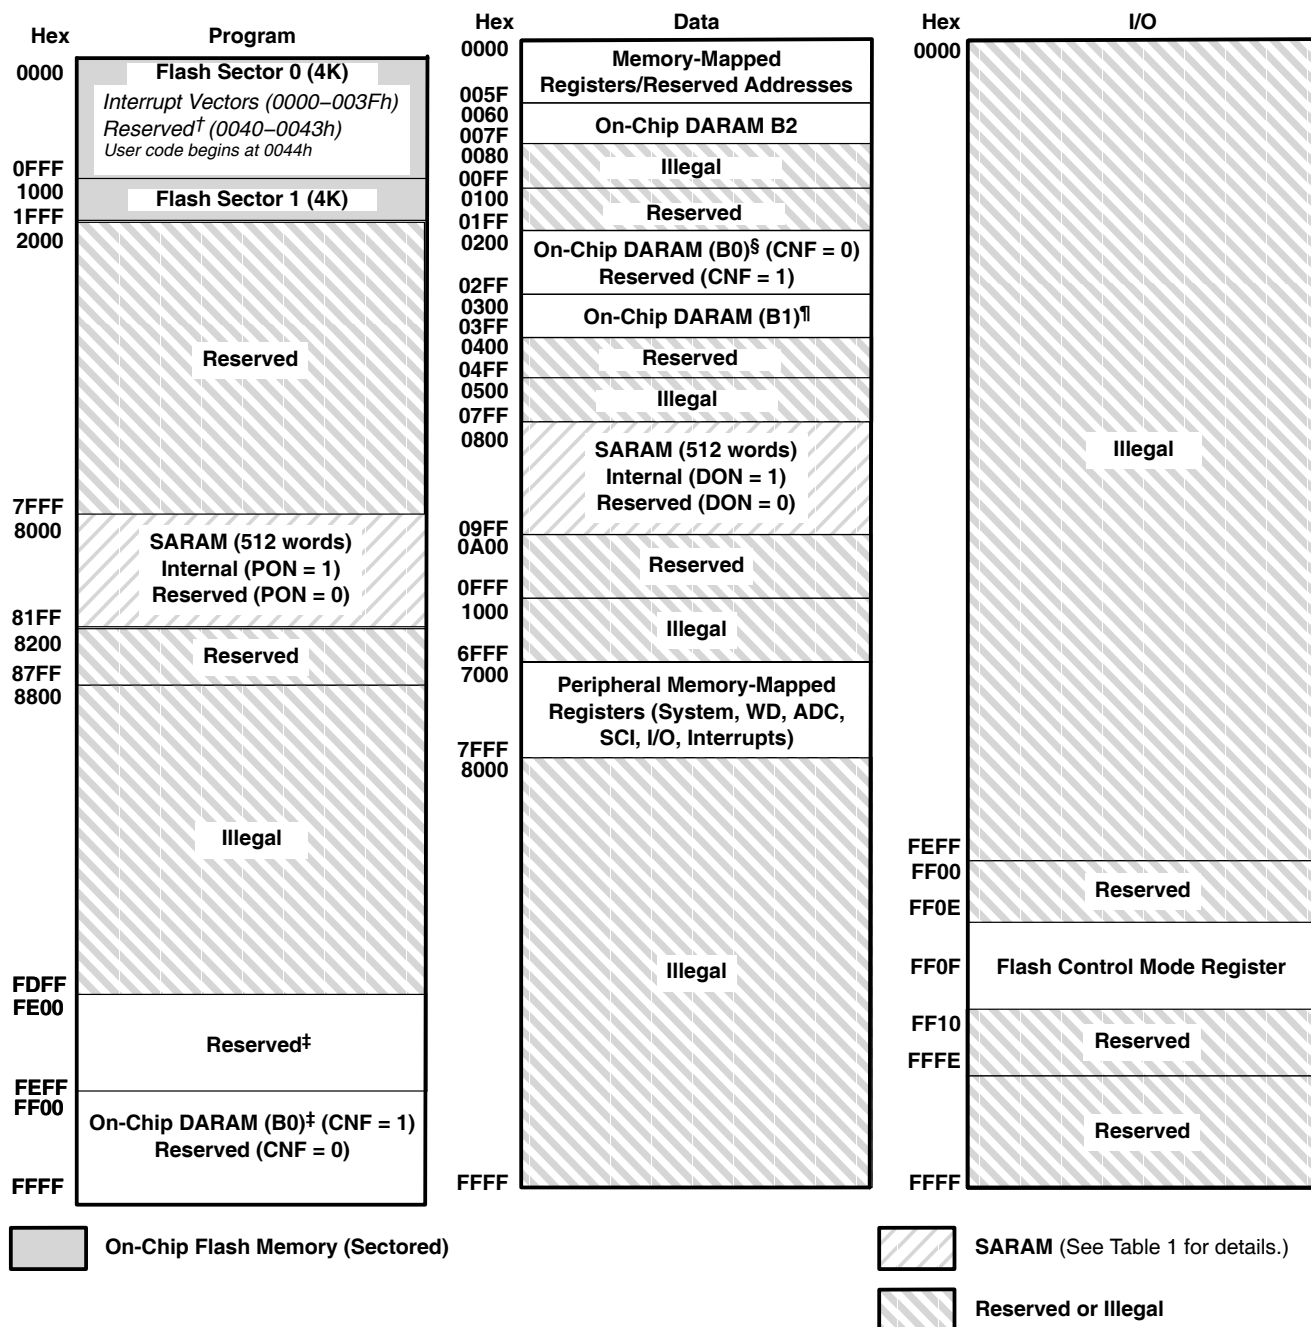 Hex
Program
0000
Flash Sector 0 (4K)
Interrupt Vectors (0000–003Fh)
Reserved† (0040–0043h)
User code begins at 0044h
0FFF
1000
Flash Sector 1 (4K)
1FFF
2000
Reserved
7FFF
8000
SARAM (512 words)
Internal (PON = 1)
Reserved (PON = 0)
81FF
8200
Reserved
87FF
8800
Illegal
FDFF
FE00
Reserved‡
FEFF
FF00
On-Chip DARAM (B0)‡ (CNF = 1)
Reserved (CNF = 0)
FFFF
Hex
Data
0000
Memory-Mapped
Registers/Reserved Addresses
005F
0060
On-Chip DARAM B2
007F
0080
Illegal
00FF
0100
Reserved
01FF
0200
On-Chip DARAM (B0)§ (CNF = 0)
Reserved (CNF = 1)
02FF
0300
On-Chip DARAM (B1)¶
03FF
0400
Reserved
04FF
0500
Illegal
07FF
0800
SARAM (512 words)
Internal (DON = 1)
Reserved (DON = 0)
09FF
0A00
Reserved
0FFF
1000
Illegal
6FFF
7000
Peripheral Memory-Mapped
Registers (System, WD, ADC,
SCI, I/O, Interrupts)
7FFF
8000
Illegal
FFFF
Hex
I/O
0000
Illegal
FEFF
FF00
Reserved
FF0E
FF0F
Flash Control Mode Register
FF10
Reserved
FFFE
Reserved
FFFF
On-Chip Flash Memory (Sectored)
SARAM (See Table 1 for details.)
Reserved or Illegal